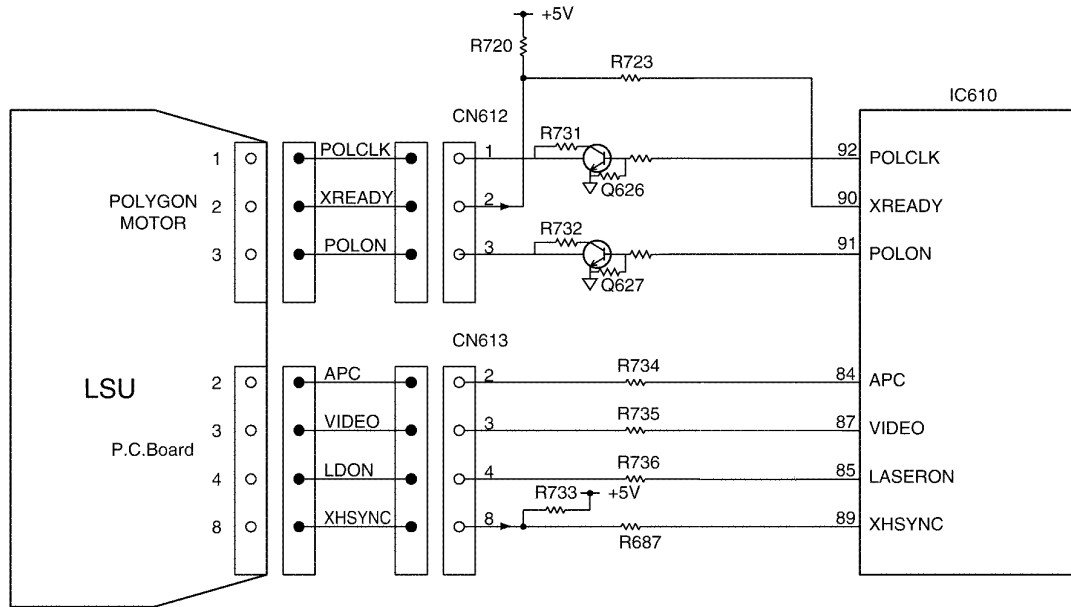 +5V
R720
R723
IC610
CN612
1 POLCLK 1 R731 92 POLCLK
Q626
POLYGON MOTOR 2 XREADY 2 90 XREADY
3 POLON 3 R732 91 POLON
Q627
CN613
LSU
2 APC 2 R734 84 APC
3 VIDEO 3 R735 87 VIDEO
P.C.Board
4 LDON 4 R736 85 LASERON
R733 +5V
8 XHSYNC 8 R687 89 XHSYNC